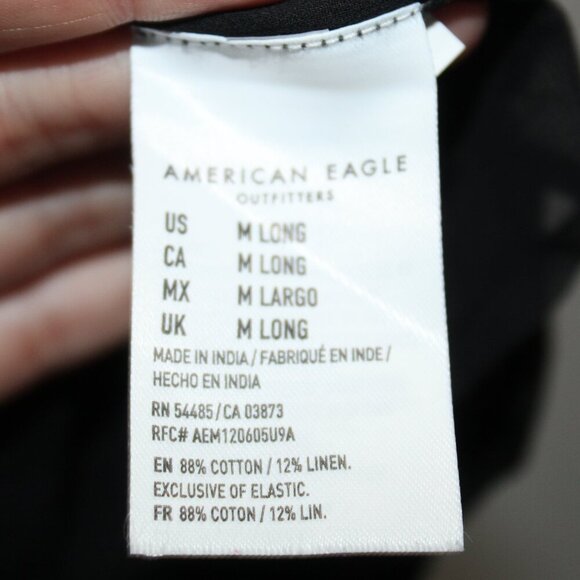 AMERICAN EAGLE
OUTFITTERS
US M LONG
CA M LONG
MX M LARGO
UK M LONG
MADE IN INDIA / FABRIQUÉ EN INDE /
HECHO EN INDIA
RN 54485 / CA 03873
RFC# AEM120605U9A
EN 88% COTTON / 12% LINEN.
EXCLUSIVE OF ELASTIC.
FR 88% COTON / 12% LIN.